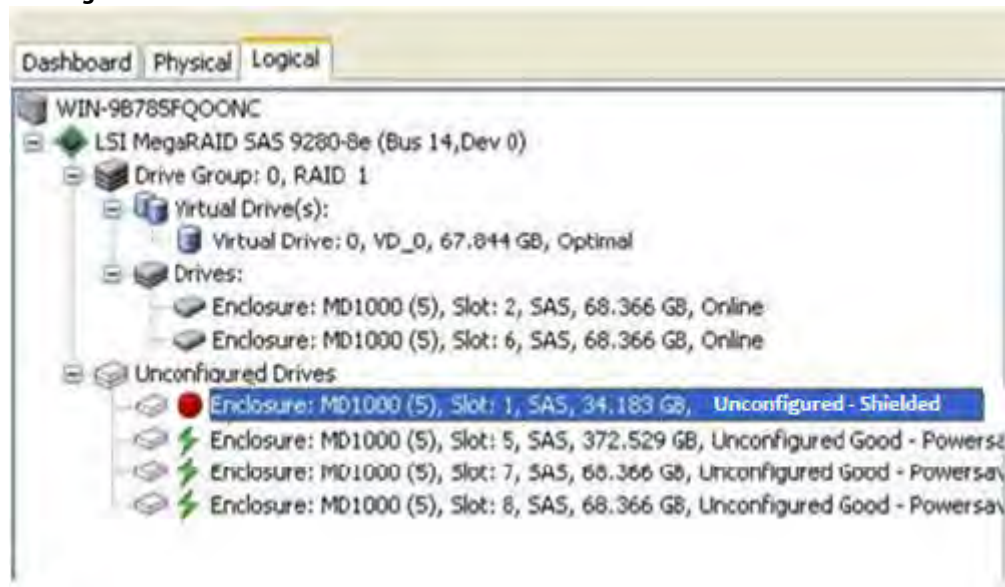 Dashboard Physical Logical
WIN-9B785FQOONC
LSI MegaRAID SAS 9280-8e (Bus 14,Dev 0)
Drive Group: 0, RAID 1
Virtual Drive(s):
Virtual Drive: 0, VD_0, 67.844 GB, Optimal
Drives:
Enclosure: MD1000 (5), Slot: 2, SAS, 68.366 GB, Online
Enclosure: MD1000 (5), Slot: 6, SAS, 68.366 GB, Online
Unconfigured Drives
Enclosure: MD1000 (5), Slot: 1, SAS, 34.183 GB, Unconfigured - Shielded
Enclosure: MD1000 (5), Slot: 5, SAS, 372.529 GB, Unconfigured Good - Powersa
Enclosure: MD1000 (5), Slot: 7, SAS, 68.366 GB, Unconfigured Good - Powersav
Enclosure: MD1000 (5), Slot: 8, SAS, 68.366 GB, Unconfigured Good - Powersav